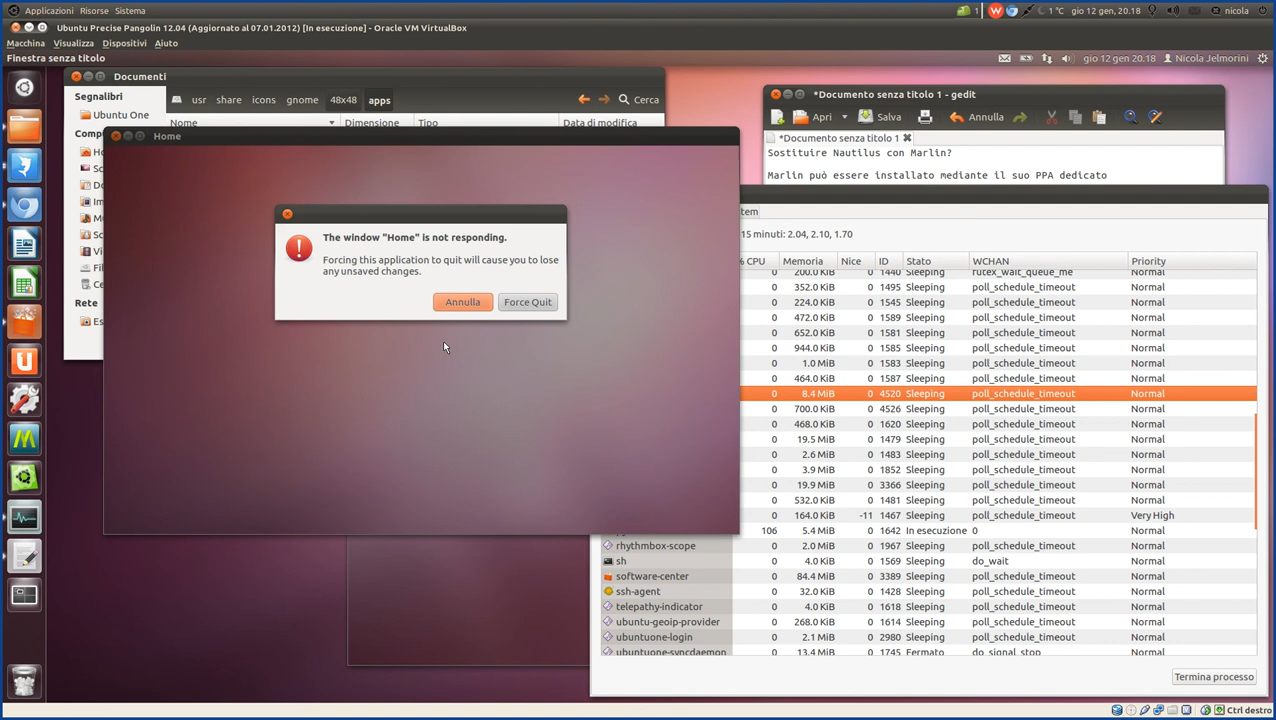 Applicazioni Risorse Sistema
1
1 °C
gio 12 gen, 20.18
nicola
Ubuntu Precise Pangolin 12.04 (Aggiornato al 07.01.2012) [In esecuzione] - Oracle VM VirtualBox
Macchina Visualizza Dispositivi Aiuto
Finestra senza titolo
gio 12 gen 20.18
Nicola Jelmorini
Documenti
Segnalibri
Ubuntu One
usr share icons gnome 48x48 apps
Cerca
Nome Dimensione Tipo Data di modifica
Rete
*Documento senza titolo 1 - gedit
Apri Salva Annulla
*Documento senza titolo 1
Sostituire Nautilus con Marlin?
Marlin può essere installato mediante il suo PPA dedicato
Home
The window "Home" is not responding.
Forcing this application to quit will cause you to lose
any unsaved changes.
Annulla Force Quit
15 minuti: 2.04, 2.10, 1.70
% CPU Memoria Nice ID Stato WCHAN Priority
0 200.0 KiB 0 1440 Sleeping futex_wait_queue_me Normal
0 352.0 KiB 0 1495 Sleeping poll_schedule_timeout Normal
0 224.0 KiB 0 1545 Sleeping poll_schedule_timeout Normal
0 472.0 KiB 0 1589 Sleeping poll_schedule_timeout Normal
0 652.0 KiB 0 1581 Sleeping poll_schedule_timeout Normal
0 944.0 KiB 0 1585 Sleeping poll_schedule_timeout Normal
0 1.0 MiB 0 1583 Sleeping poll_schedule_timeout Normal
0 464.0 KiB 0 1587 Sleeping poll_schedule_timeout Normal
0 8.4 MiB 0 4520 Sleeping poll_schedule_timeout Normal
0 700.0 KiB 0 4526 Sleeping poll_schedule_timeout Normal
0 468.0 KiB 0 1620 Sleeping poll_schedule_timeout Normal
0 19.5 MiB 0 1479 Sleeping poll_schedule_timeout Normal
0 2.6 MiB 0 1483 Sleeping poll_schedule_timeout Normal
0 3.9 MiB 0 1852 Sleeping poll_schedule_timeout Normal
0 19.9 MiB 0 3366 Sleeping poll_schedule_timeout Normal
0 532.0 KiB 0 1481 Sleeping poll_schedule_timeout Normal
0 164.0 KiB -11 1467 Sleeping poll_schedule_timeout Very High
106 5.4 MiB 0 1642 In esecuzione 0 Normal
rhythmbox-scope 0 2.0 MiB 0 1967 Sleeping poll_schedule_timeout Normal
sh 0 4.0 KiB 0 1569 Sleeping do_wait Normal
software-center 0 84.4 MiB 0 3389 Sleeping poll_schedule_timeout Normal
ssh-agent 0 32.0 KiB 0 1428 Sleeping poll_schedule_timeout Normal
telepathy-indicator 0 4.0 KiB 0 1618 Sleeping poll_schedule_timeout Normal
ubuntu-geoip-provider 0 268.0 KiB 0 1614 Sleeping poll_schedule_timeout Normal
ubuntuone-login 0 2.1 MiB 0 2980 Sleeping poll_schedule_timeout Normal
ubuntuone-syncdaemon 0 13.4 MiB 0 1745 Fermato do_signal_stop Normal
Termina processo
Ctrl destro